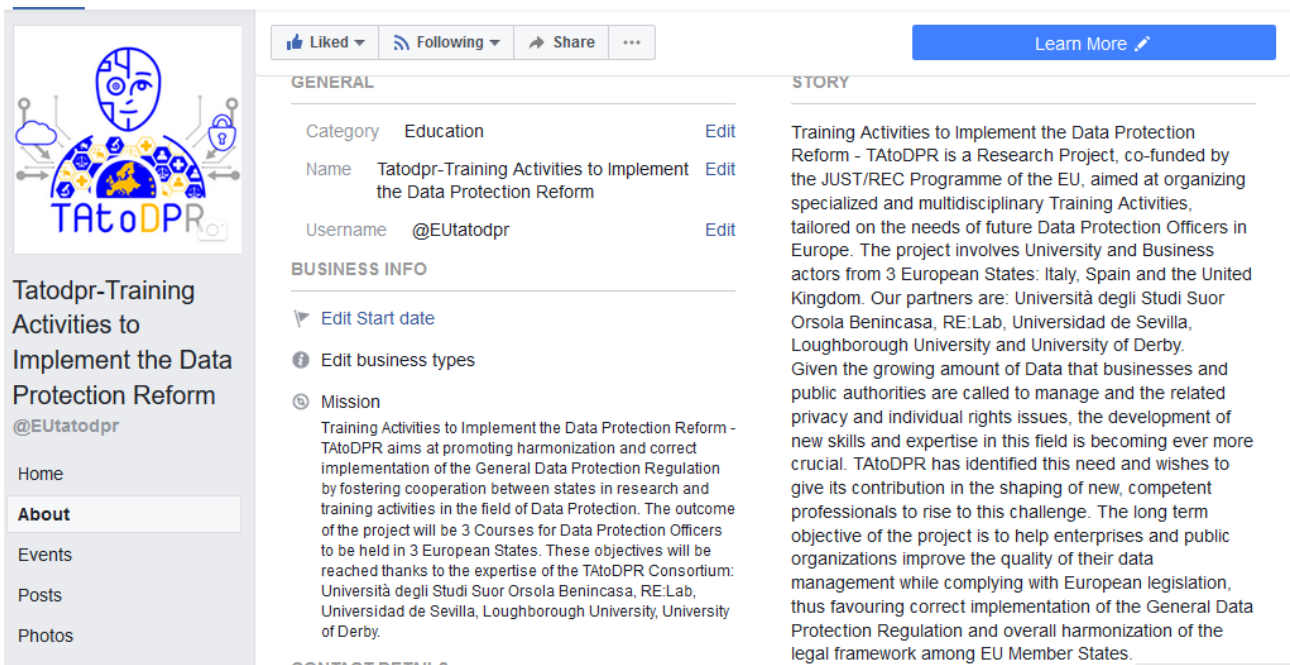 TAtoDPR
Tatodpr-Training
Activities to
Implement the Data
Protection Reform
@EUtatodpr
Home
About
Events
Posts
Photos
Liked
Following
Share
Learn More
GENERAL
Category Education Edit
Name Tatodpr-Training Activities to Implement Edit
the Data Protection Reform
Username @EUtatodpr Edit
BUSINESS INFO
Edit Start date
Edit business types
Mission
Training Activities to Implement the Data Protection Reform -
TAtoDPR aims at promoting harmonization and correct
implementation of the General Data Protection Regulation
by fostering cooperation between states in research and
training activities in the field of Data Protection. The outcome
of the project will be 3 Courses for Data Protection Officers
to be held in 3 European States. These objectives will be
reached thanks to the expertise of the TAtoDPR Consortium:
Università degli Studi Suor Orsola Benincasa, RE:Lab,
Universidad de Sevilla, Loughborough University, University
of Derby.
CONTACT DETAILS
STORY
Training Activities to Implement the Data Protection
Reform - TAtoDPR is a Research Project, co-funded by
the JUST/REC Programme of the EU, aimed at organizing
specialized and multidisciplinary Training Activities,
tailored on the needs of future Data Protection Officers in
Europe. The project involves University and Business
actors from 3 European States: Italy, Spain and the United
Kingdom. Our partners are: Università degli Studi Suor
Orsola Benincasa, RE:Lab, Universidad de Sevilla,
Loughborough University and University of Derby.
Given the growing amount of Data that businesses and
public authorities are called to manage and the related
privacy and individual rights issues, the development of
new skills and expertise in this field is becoming ever more
crucial. TAtoDPR has identified this need and wishes to
give its contribution in the shaping of new, competent
professionals to rise to this challenge. The long term
objective of the project is to help enterprises and public
organizations improve the quality of their data
management while complying with European legislation,
thus favouring correct implementation of the General Data
Protection Regulation and overall harmonization of the
legal framework among EU Member States.